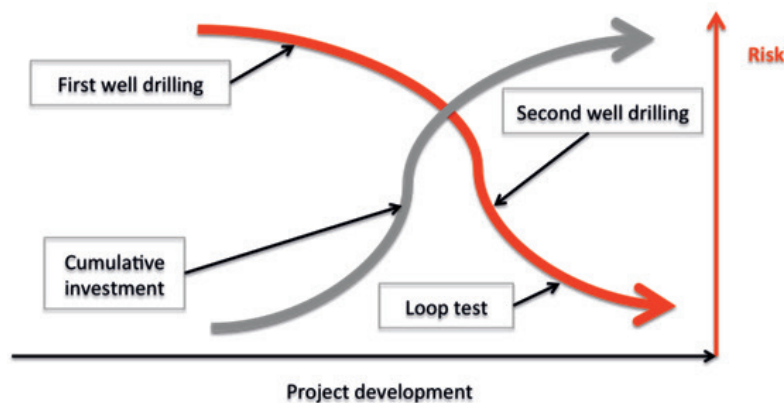 Risk
First well drilling
Second well drilling
Cumulative
investment
Loop test
Project development